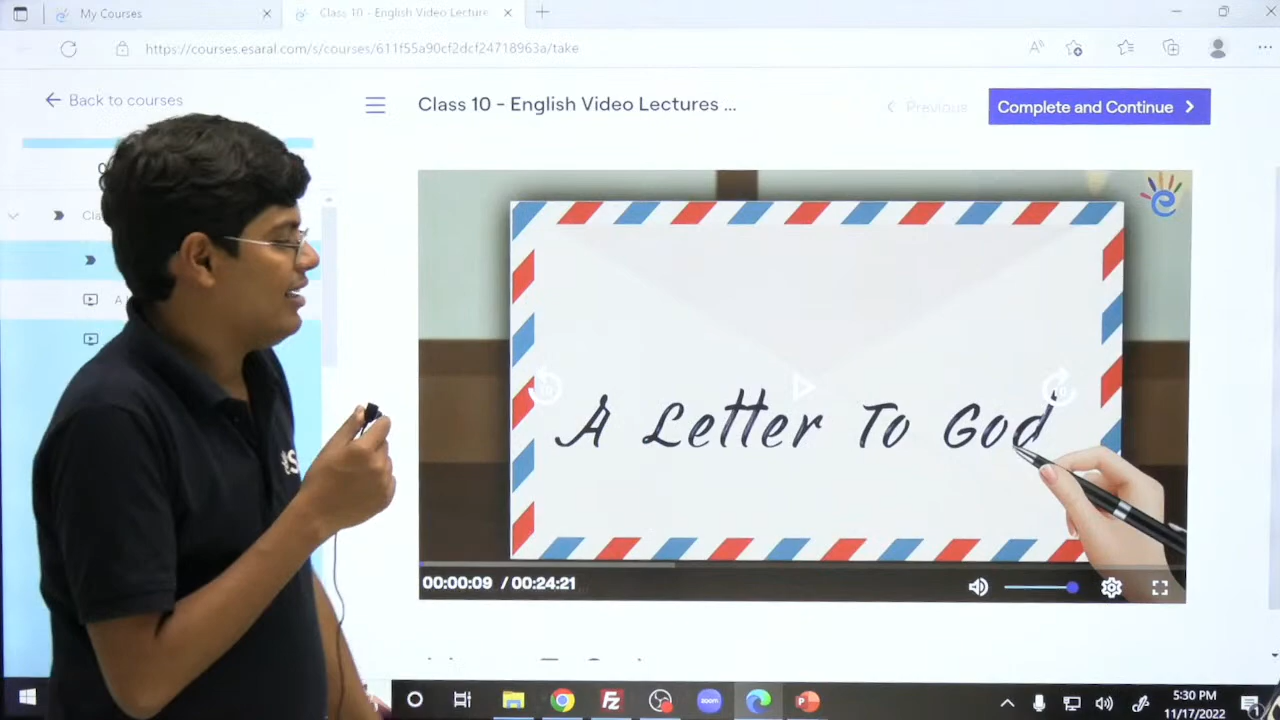 My Courses
Class 10 - English Video Lecture
https://courses.esaral.com/s/courses/611f55a90cf2dcf24718963a/take
Back to courses
Class 10 - English Video Lectures ...
Previous
Complete and Continue
Cla
A
A Letter To God
00:00:09 / 00:24:21
zoom
5:30 PM
11/17/2022